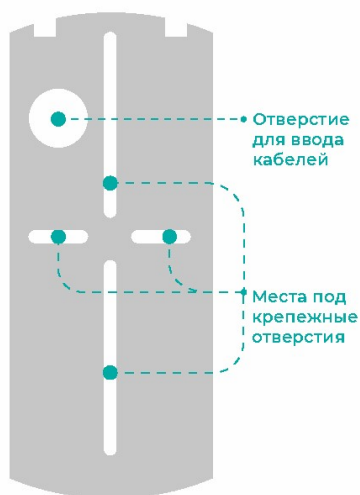 Отверстие
для ввода
кабелей
Места под
крепежные
отверстия